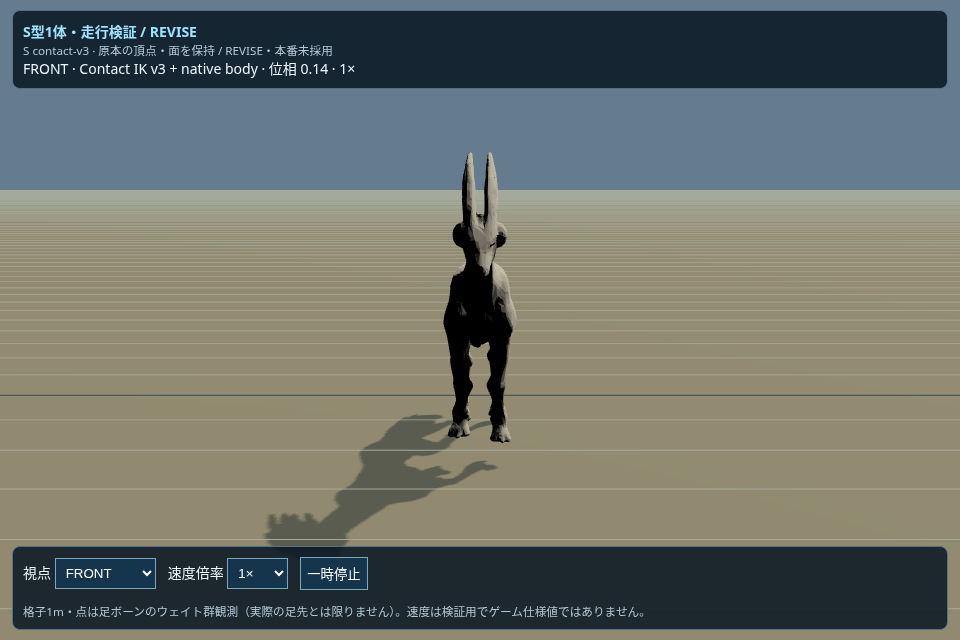 S型1体・走行検証 / REVISE
S contact-v3 · 原本の頂点・面を保持 / REVISE・本番未採用
FRONT · Contact IK v3 + native body · 位相 0.14 · 1×
視点 FRONT 速度倍率 1× 一時停止
格子1m・点は足ボーンのウェイト群観測（実際の足先とは限りません）。速度は検証用でゲーム仕様値ではありません。